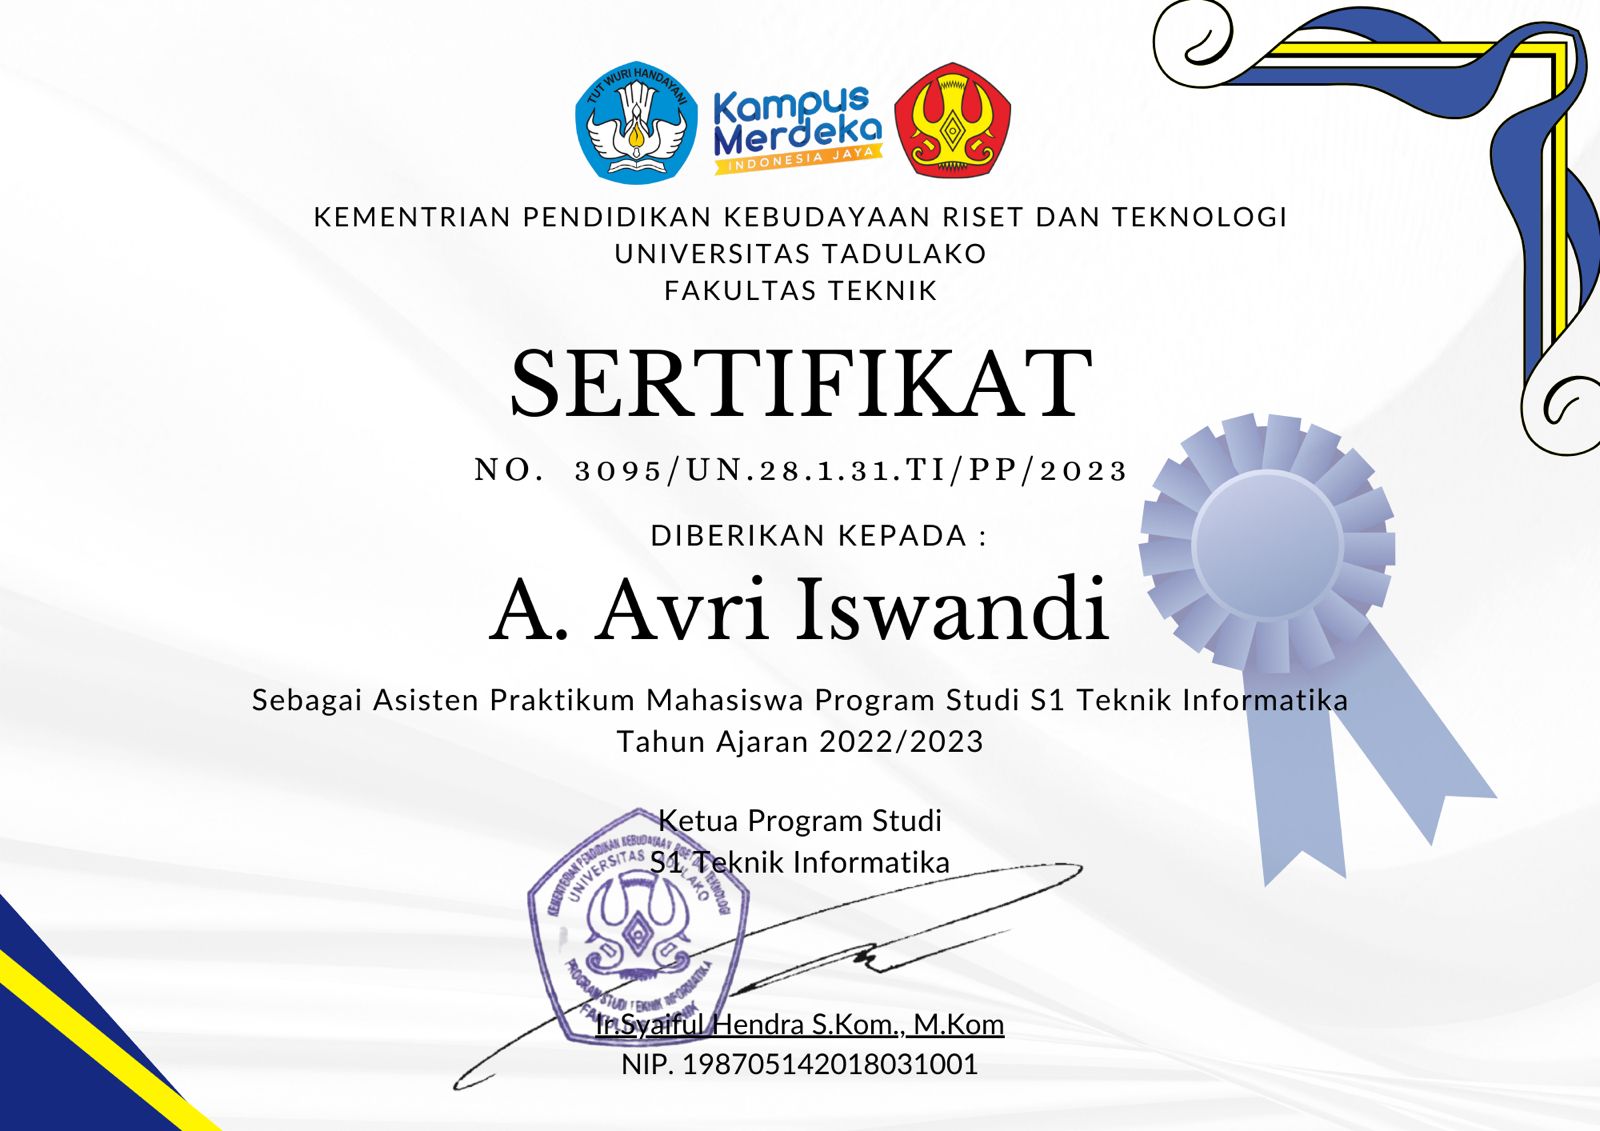 TUT WURI HANDAYANI
Kampus
Merdeka
INDONESIA JAYA
KEMENTRIAN PENDIDIKAN KEBUDAYAAN RISET DAN TEKNOLOGI
UNIVERSITAS TADULAKO
FAKULTAS TEKNIK
SERTIFIKAT
NO. 3095/UN.28.1.31.TI/PP/2023
DIBERIKAN KEPADA :
A. Avri Iswandi
Sebagai Asisten Praktikum Mahasiswa Program Studi S1 Teknik Informatika
Tahun Ajaran 2022/2023
Ketua Program Studi
S1 Teknik Informatika
KEMENTERIAN PENDIDIKAN KEBUDAYAAN RISET DAN TEKNOLOGI
UNIVERSITAS TADULAKO
PROGRAM STUDI TEKNIK INFORMATIKA
FAKULTAS TEKNIK
Ir.Syaiful Hendra S.Kom., M.Kom
NIP. 198705142018031001